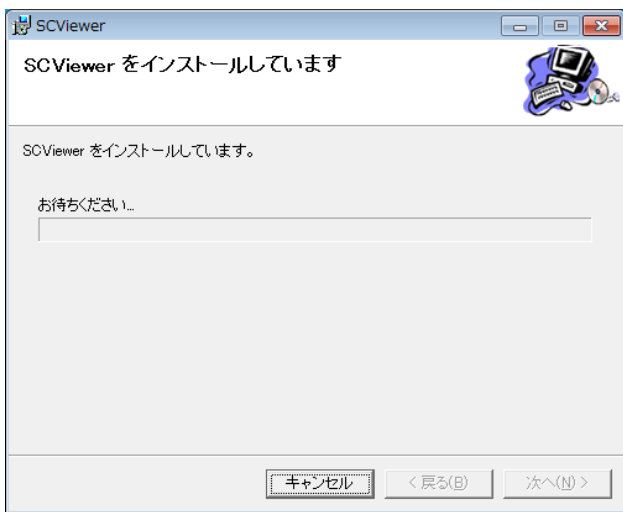 SCViewer
SCViewer をインストールしています
SCViewer をインストールしています。
お待ちください...
キャンセル
< 戻る(B)
次へ(N) >